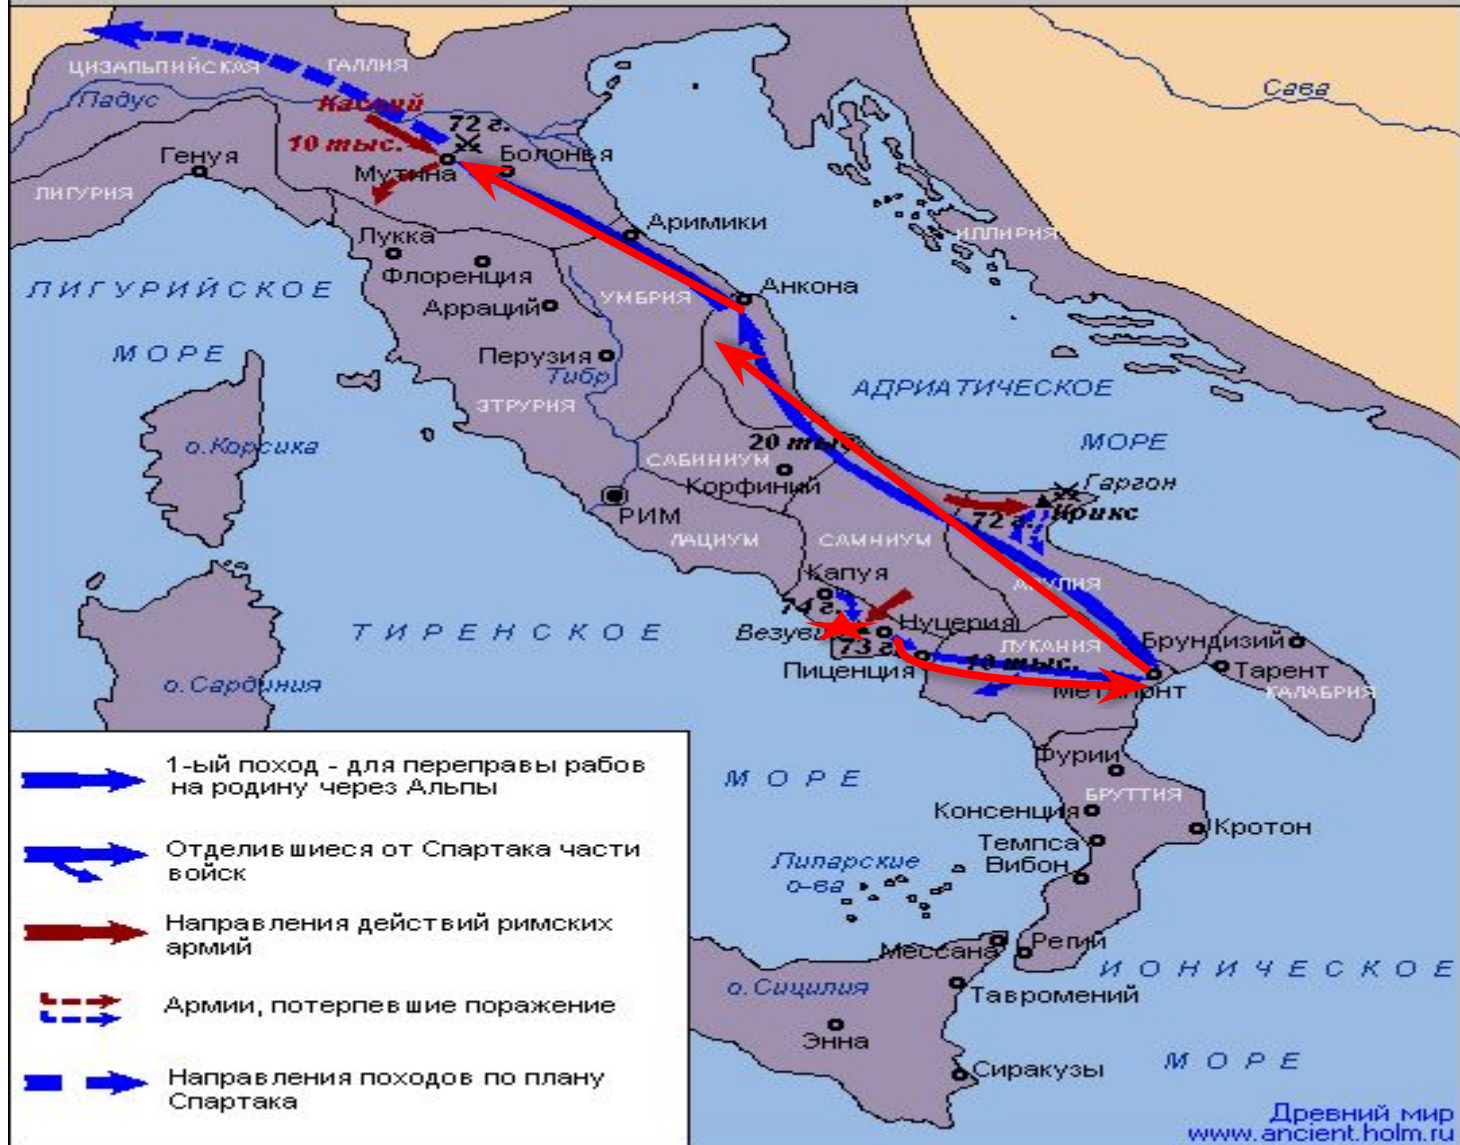 ЦИЗАЛЬПИЙСКАЯ
ГАЛЛИЯ
Падус
Кассий
10 тыс.
72 г.
Генуя
Мутина
Болонья
ЛИГУРИЯ
Сава
Лукка
Аримики
ИЛЛИРИЯ
Флоренция
ЛИГУРИЙСКОЕ
МОРЕ
Арраций
УМБРИЯ
Анкона
Перузия
Тибр
ЭТРУРИЯ
АДРИАТИЧЕСКОЕ
МОРЕ
о.Корсика
20 тыс
САБИНИУМ
Корфиний
Гаргон
РИМ
72 г.
Крикс
ЛАЦИУМ
САМНИУМ
Капуя
АПУЛИЯ
74 г.
ТИРЕНСКОЕ
Везуви
Нуцерия
73 г.
ЛУКАНИЯ
Брундизий
Пиценция
10 тыс.
Тарент
Метапонт
КАЛАБРИЯ
о.Сардиния
МОРЕ
Фурии
БРУТТИЯ
Консенция
Кротон
Темпса
Вибон
Липарские
о-ва
Мессана
Регий
ИОНИЧЕСКОЕ
о.Сицилия
Тавромений
Энна
МОРЕ
Сиракузы
1-ый поход - для переправы рабов
на родину через Альпы
Отделившиеся от Спартака части
войск
Направления действий римских
армий
Армии, потерпевшие поражение
Направления походов по плану
Спартака
Древний мир
www.ancient.holm.ru